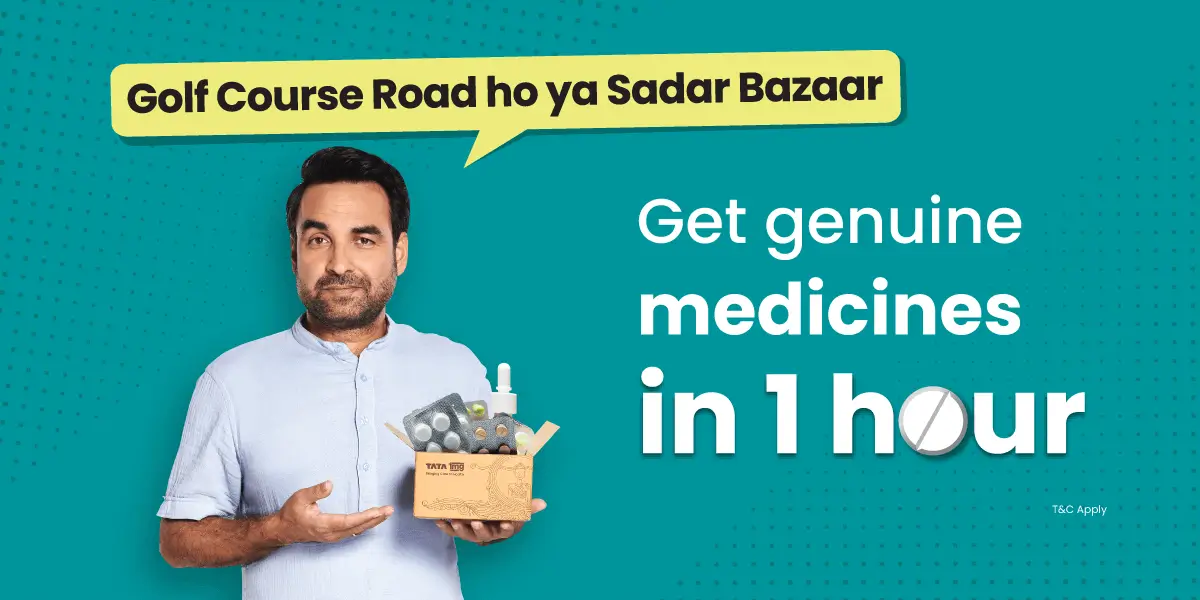 Golf Course Road ho ya Sadar Bazaar
Get genuine
medicines
in 1 hour
TATA 1mg
T&C Apply